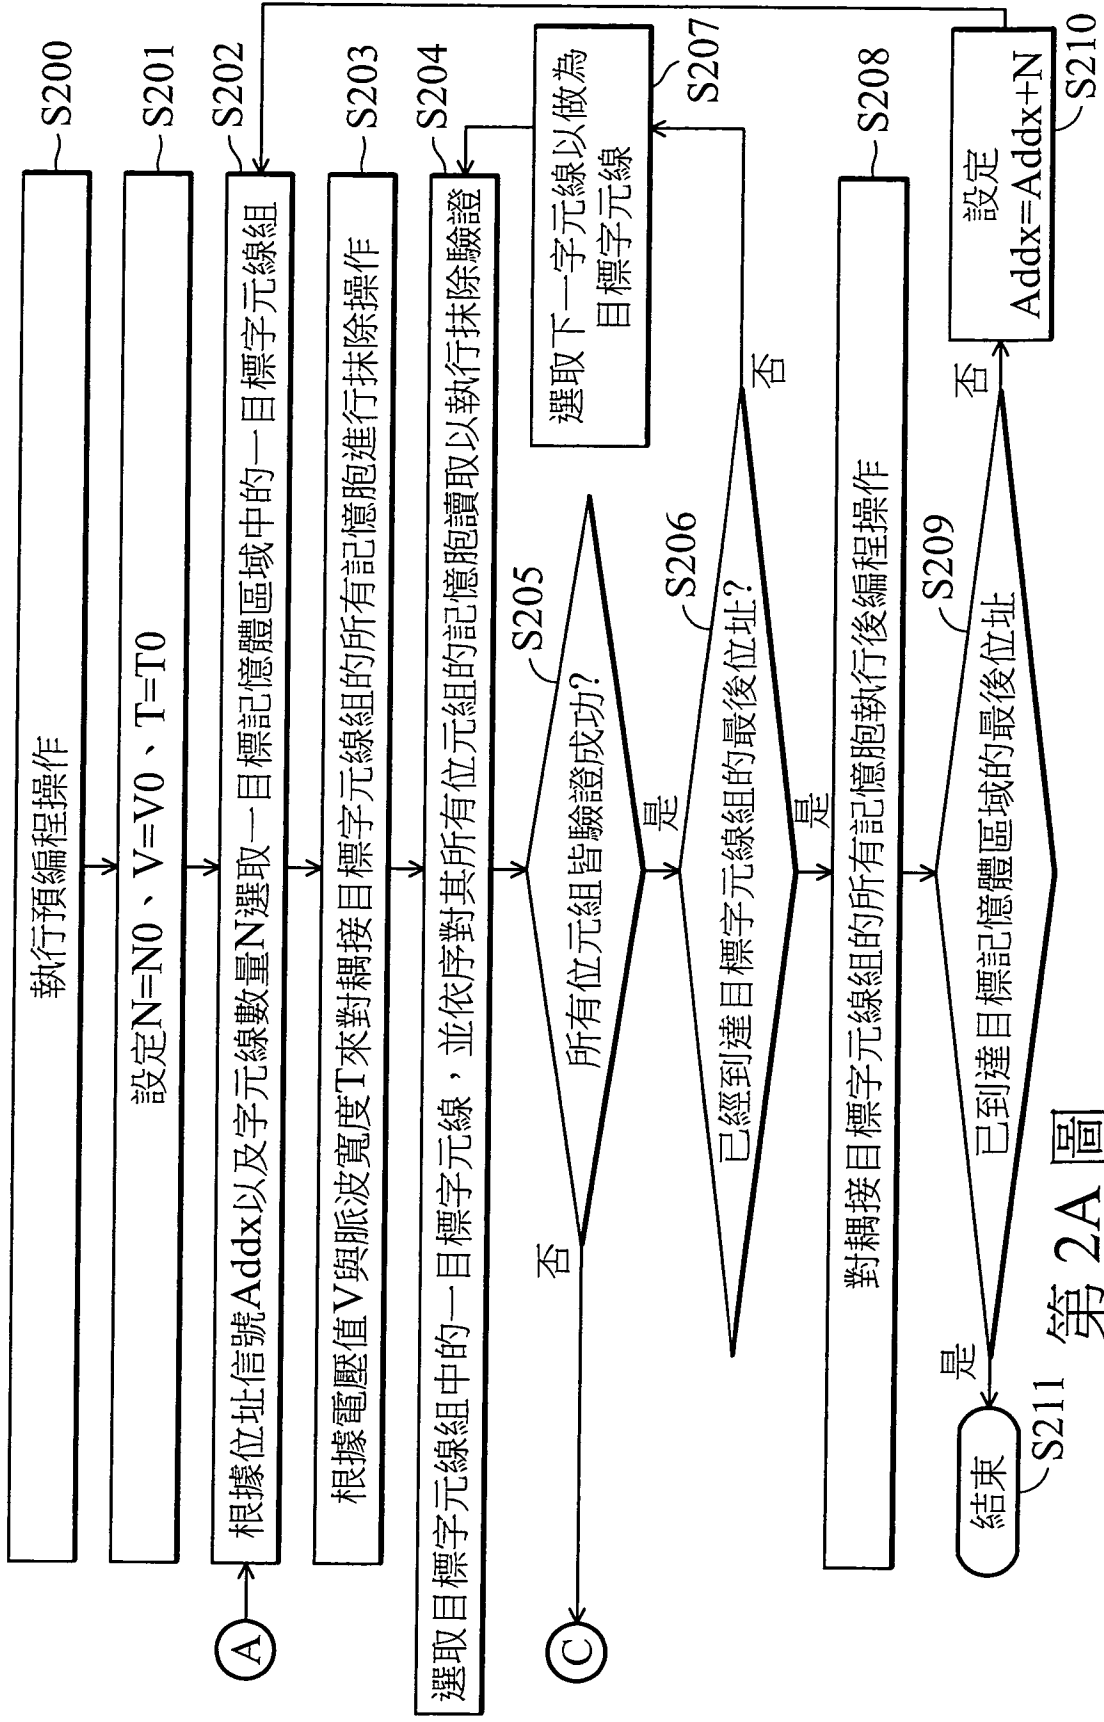 執行預編程操作
S200
設定N=N0、V=V0、T=T0
S201
A
根據位址信號Addx以及字元線數量N選取一目標記憶體區域中的一目標字元線組
S202
根據電壓值V與脈波寬度T來對耦接目標字元線組的所有記憶胞進行抹除操作
S203
選取目標字元線組中的一目標字元線，並依序對其所有位元組的記憶胞讀取以執行抹除驗證
S204
所有位元組皆驗證成功?
S205
否
C
是
已經到達目標字元線組的最後位址?
S206
否
選取下一字元線以做為
目標字元線
S207
是
對耦接目標字元線組的所有記憶胞執行後編程操作
S208
已到達目標記憶體區域的最後位址
S209
否
設定
Addx=Addx+N
S210
是
結束
S211
第 2A 圖